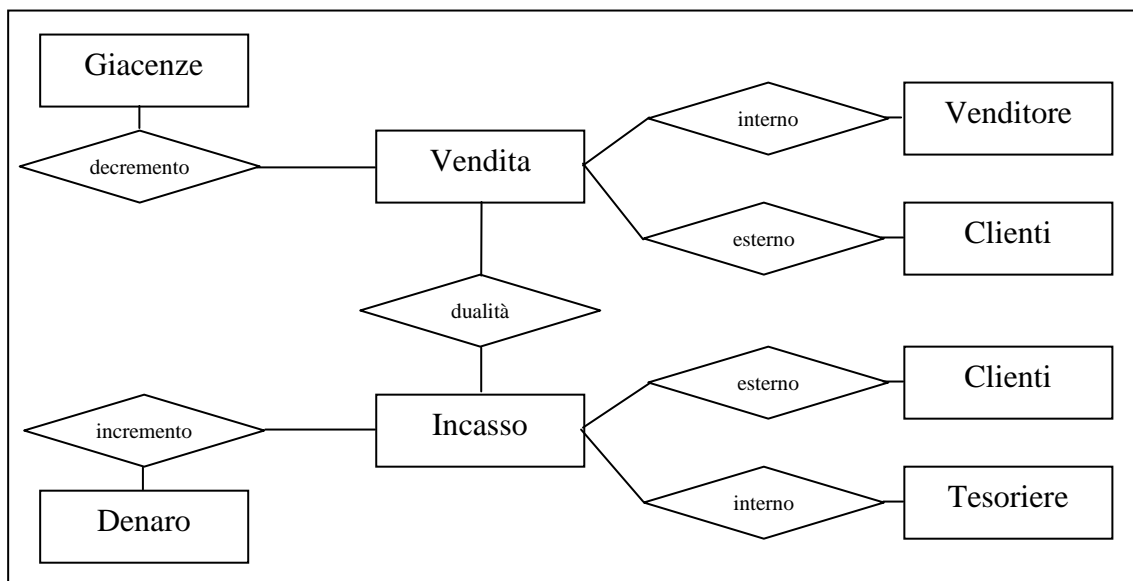 Giacenze
interno
Venditore
decremento
Vendita
esterno
Clienti
dualità
esterno
Clienti
incremento
Incasso
interno
Tesoriere
Denaro